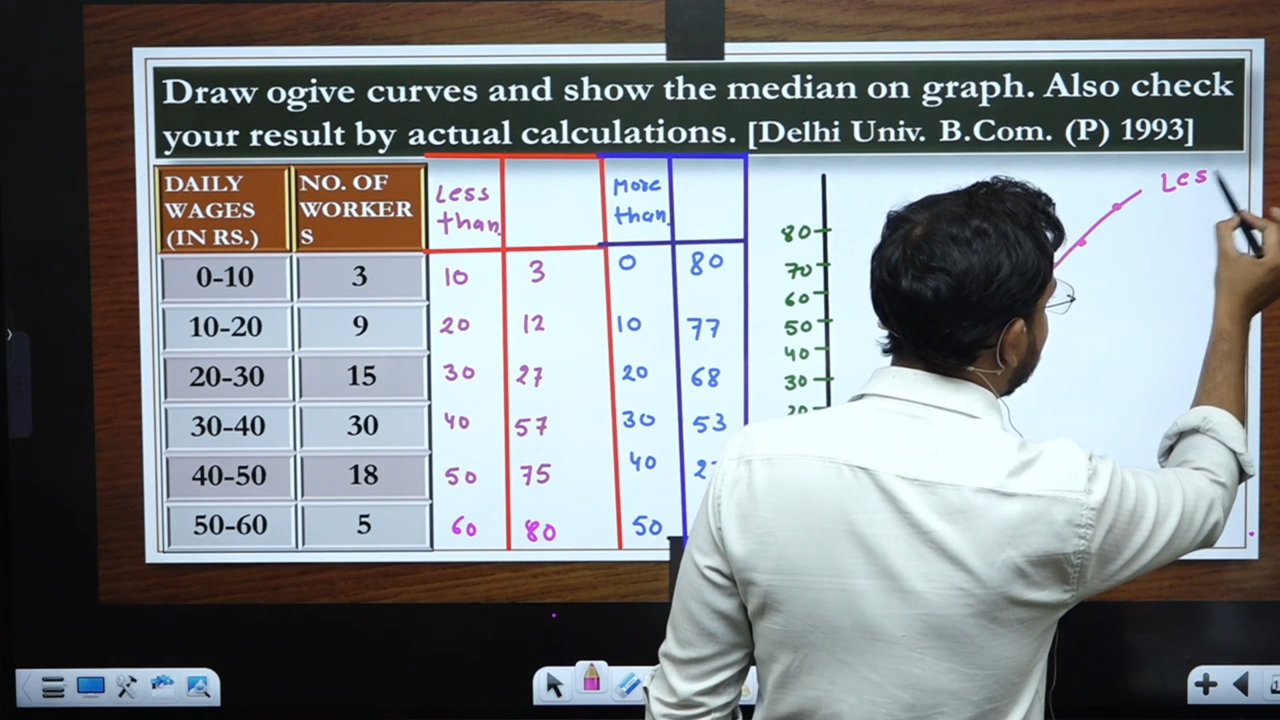 Draw ogive curves and show the median on graph. Also check
your result by actual calculations. [Delhi Univ. B.Com. (P) 1993]
DAILY WAGES (IN RS.) NO. OF WORKER S Less than More than
0-10 3 10 3 0 80
10-20 9 20 12 10 77
20-30 15 30 27 20 68
30-40 30 40 57 30 53
40-50 18 50 75 40
50-60 5 60 80 50
80
70
60
50
40
30
Les